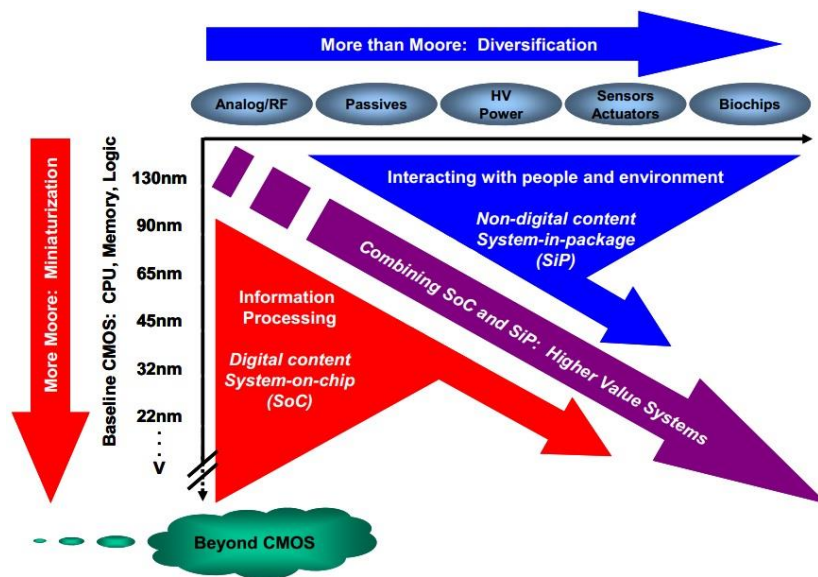 More than Moore: Diversification
Analog/RF
Passives
HV
Power
Sensors
Actuators
Biochips
More Moore: Miniaturization
Baseline CMOS: CPU, Memory, Logic
130nm
90nm
65nm
45nm
32nm
22nm
V
Interacting with people and environment
Non-digital content
System-in-package
(SiP)
Combining SoC and SiP: Higher Value Systems
Information
Processing
Digital content
System-on-chip
(SoC)
Beyond CMOS